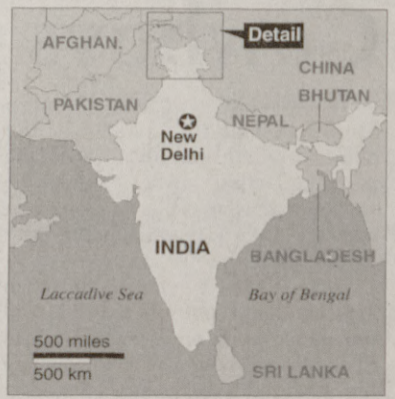 Detail
AFGHAN.
CHINA
PAKISTAN
BHUTAN
NEPAL
New
Delhi
INDIA
BANGLADESH
Laccadive Sea
Bay of Bengal
500 miles
500 km
SRI LANKA